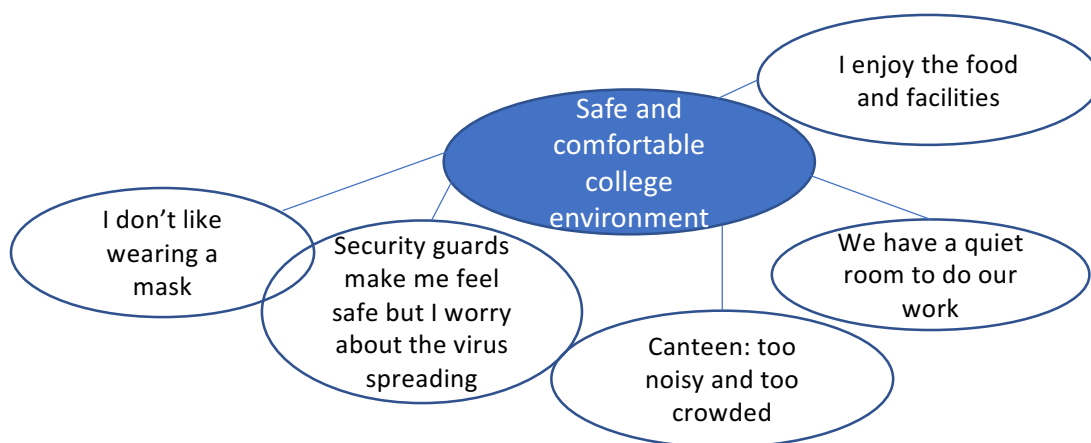 I enjoy the food
and facilities
Safe and
comfortable
college
environment
I don’t like
wearing a
mask
Security guards
make me feel
safe but I worry
about the virus
spreading
We have a quiet
room to do our
work
Canteen: too
noisy and too
crowded